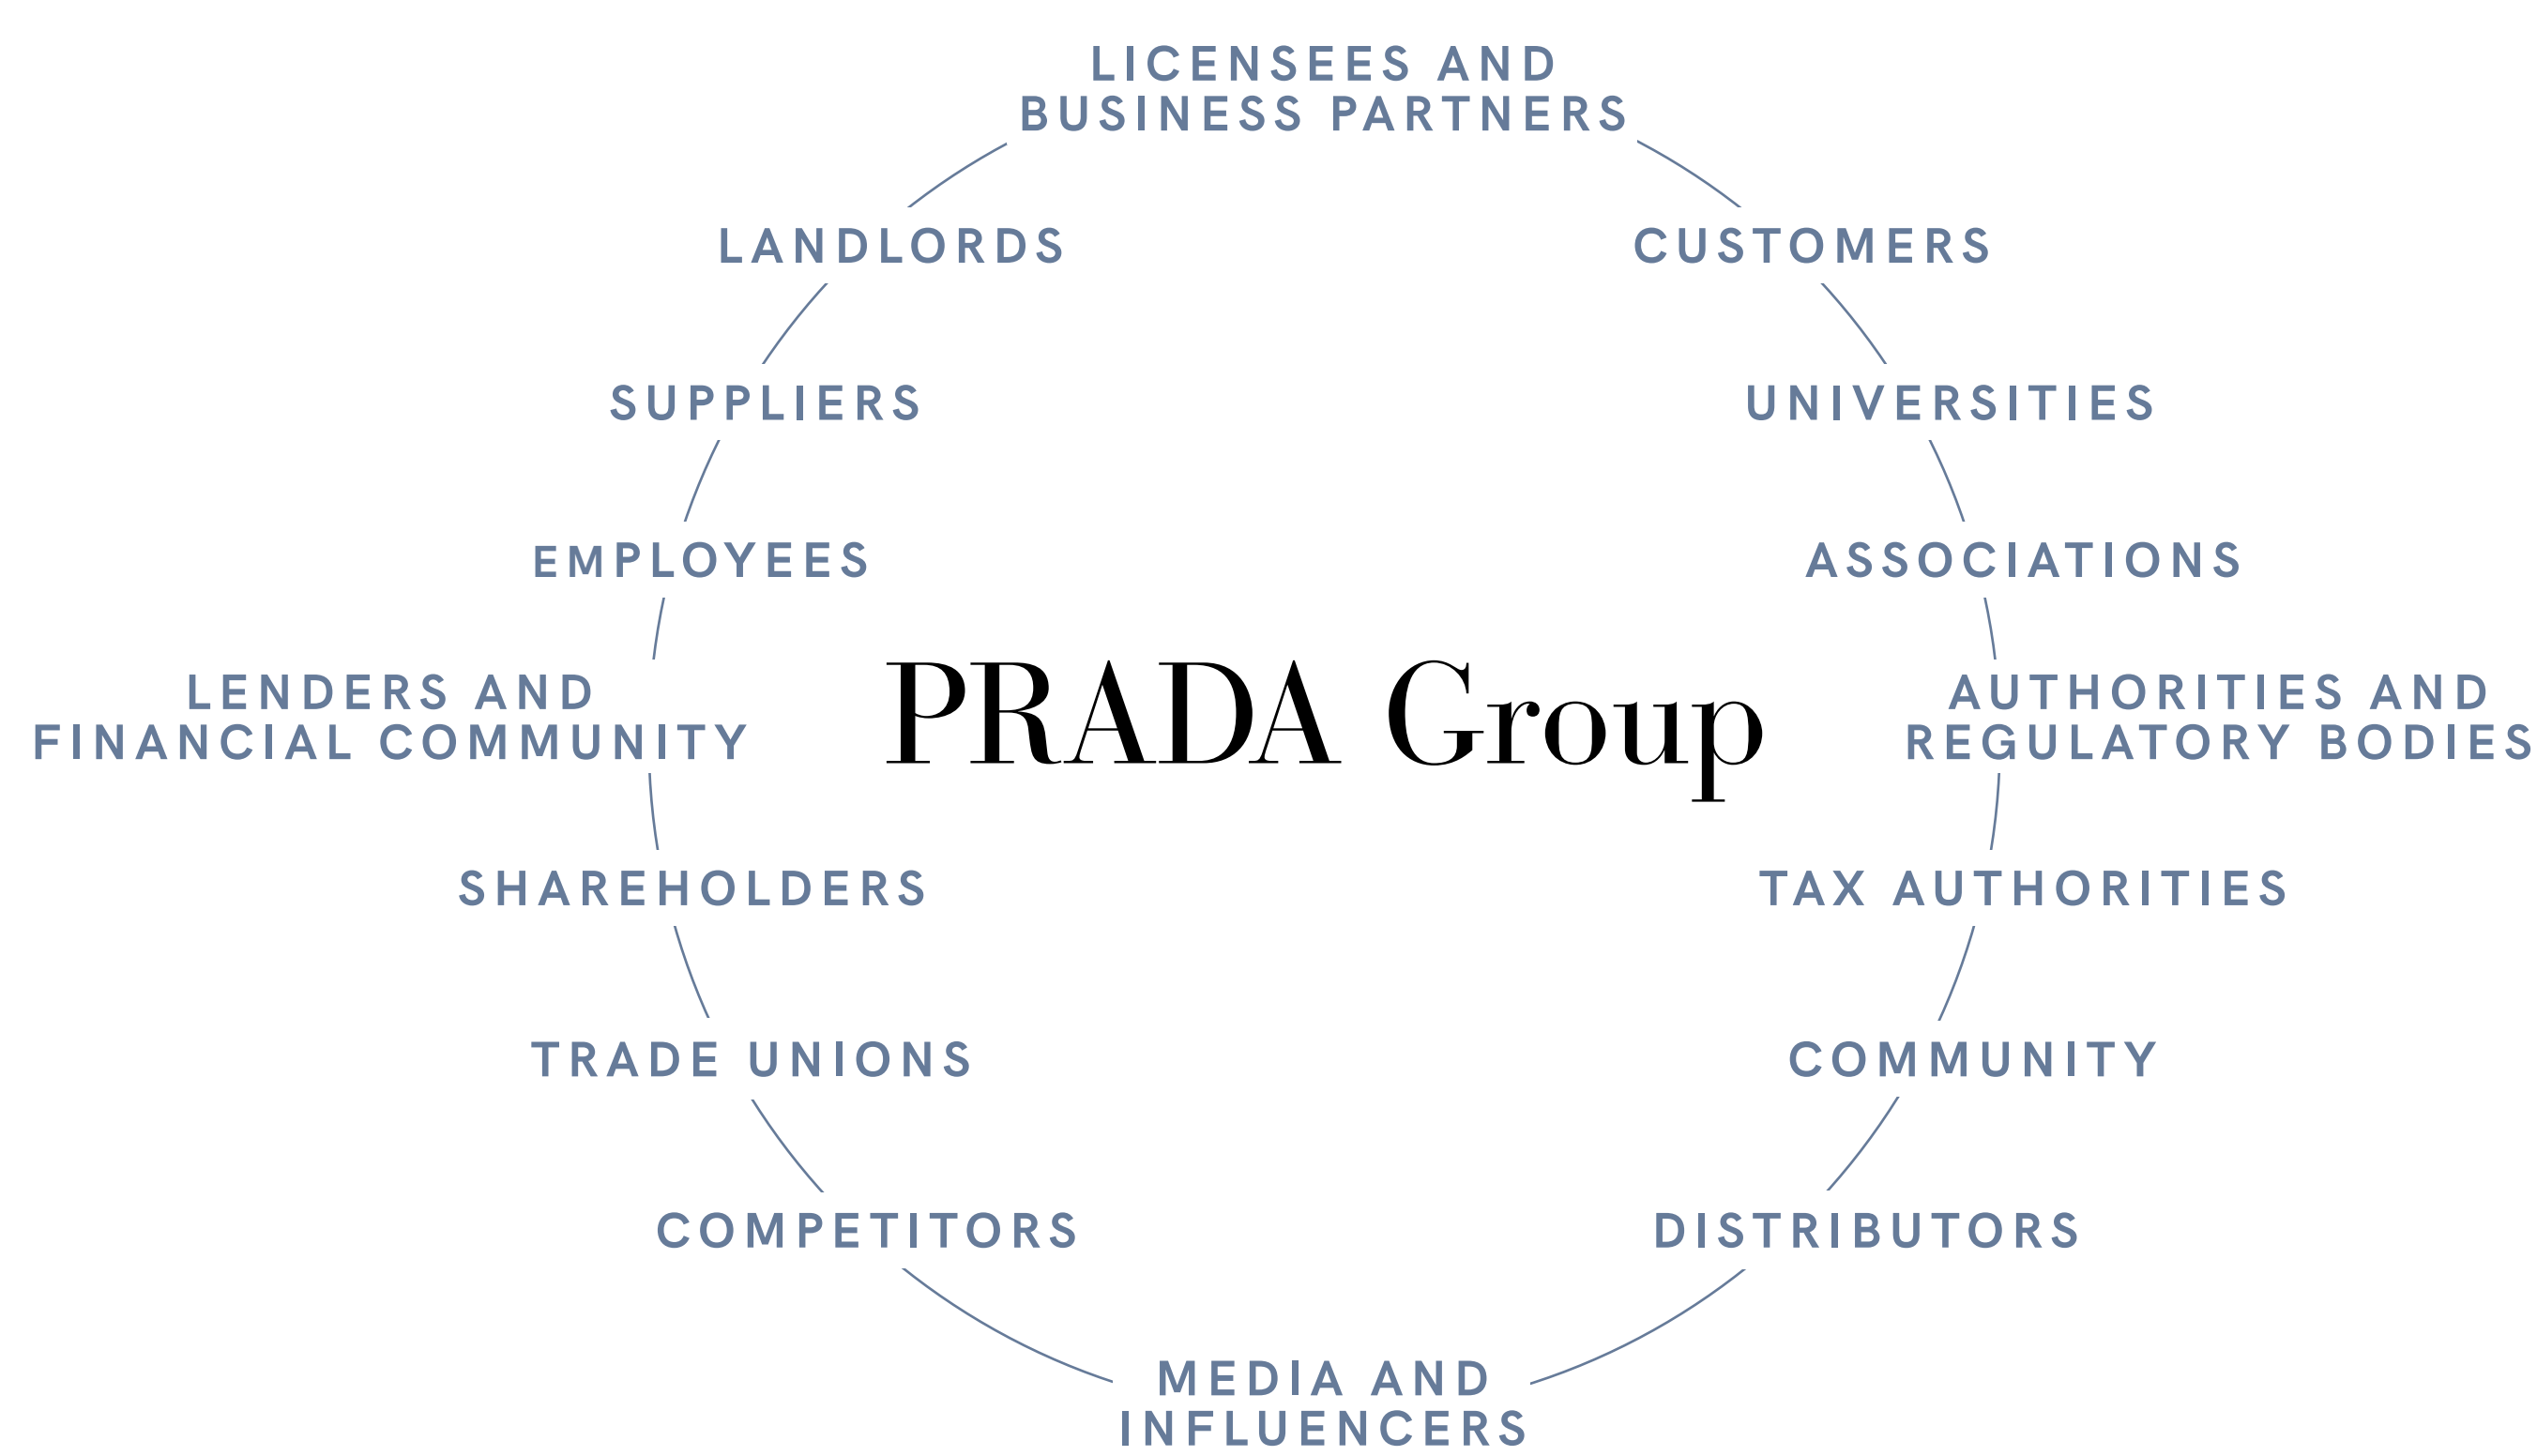 LICENSEES AND
BUSINESS PARTNERS
LANDLORDS
CUSTOMERS
SUPPLIERS
UNIVERSITIES
EMPLOYEES
ASSOCIATIONS
LENDERS AND
FINANCIAL COMMUNITY
PRADA Group
AUTHORITIES AND
REGULATORY BODIES
SHAREHOLDERS
TAX AUTHORITIES
TRADE UNIONS
COMMUNITY
COMPETITORS
DISTRIBUTORS
MEDIA AND
INFLUENCERS